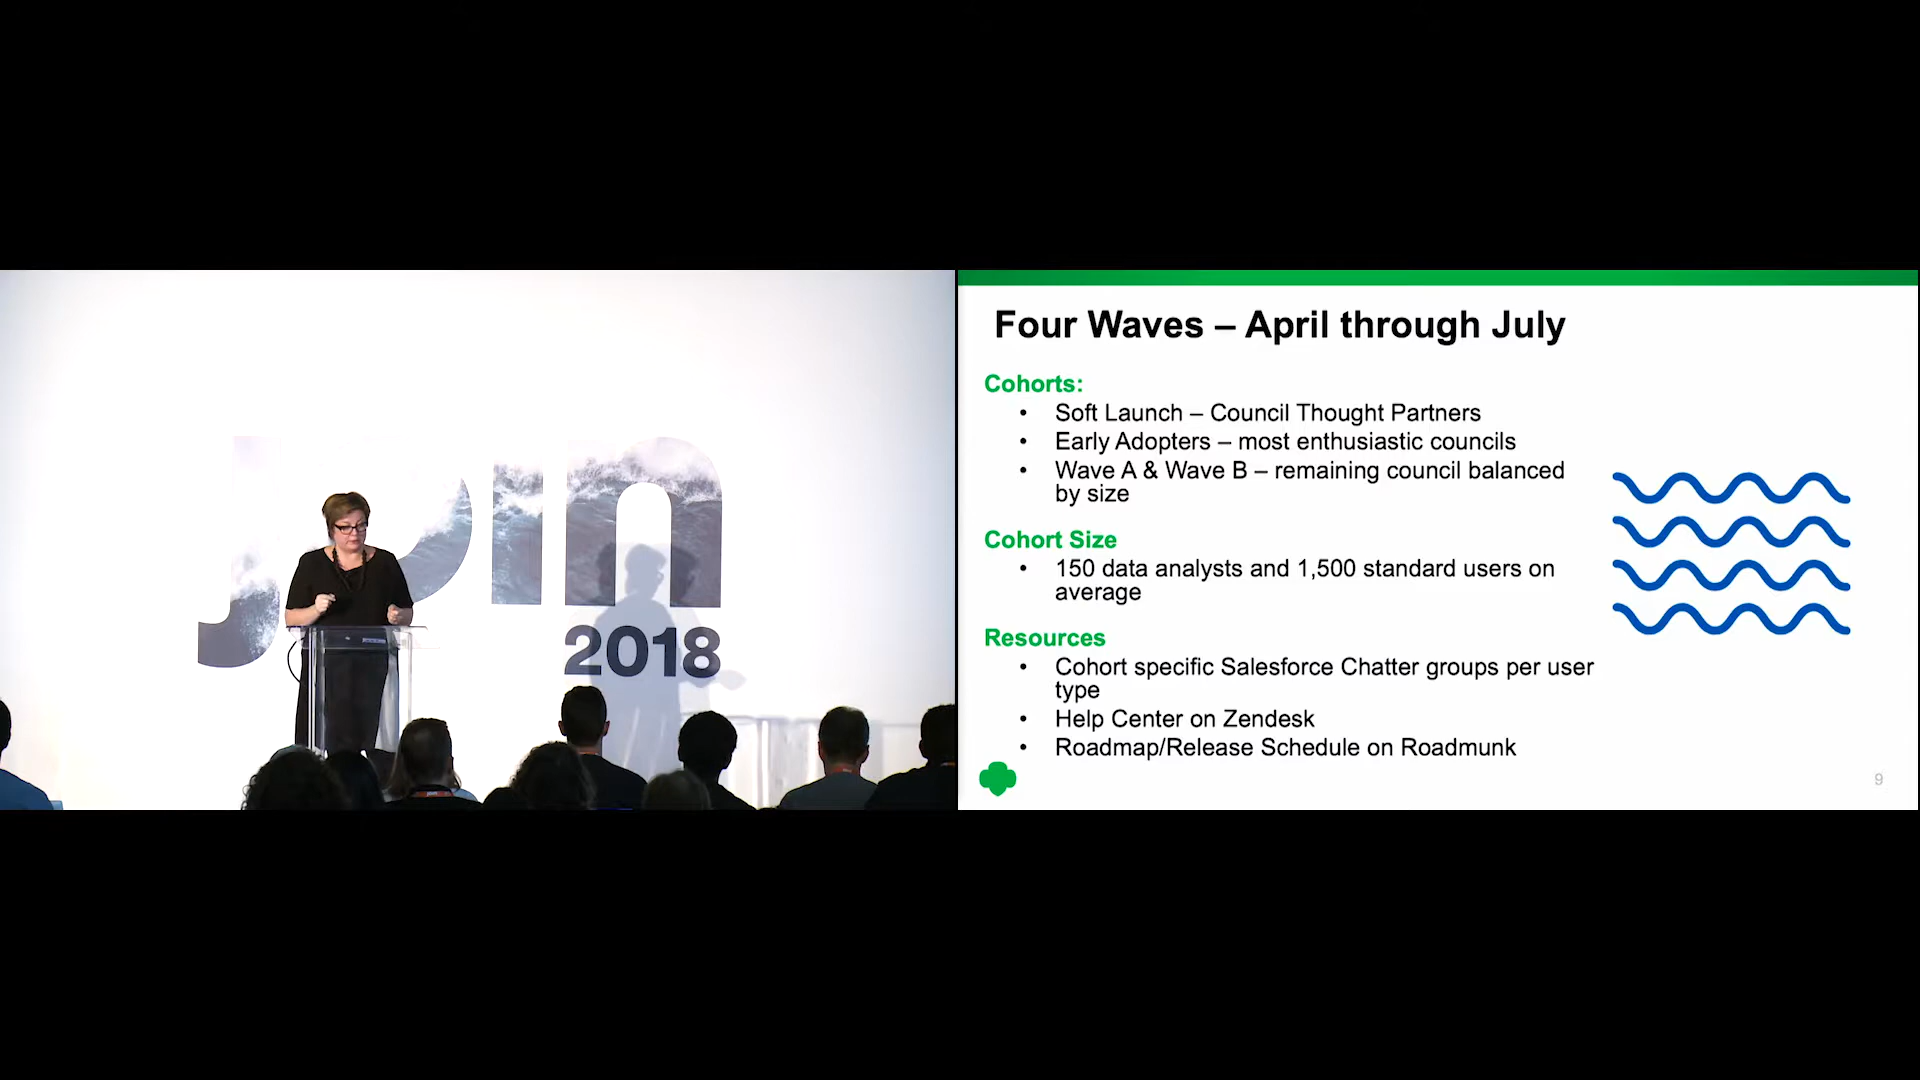 join
2018
Four Waves – April through July
Cohorts:
• Soft Launch – Council Thought Partners
• Early Adopters – most enthusiastic councils
• Wave A & Wave B – remaining council balanced
by size
Cohort Size
• 150 data analysts and 1,500 standard users on
average
Resources
• Cohort specific Salesforce Chatter groups per user
type
• Help Center on Zendesk
• Roadmap/Release Schedule on Roadmunk
9